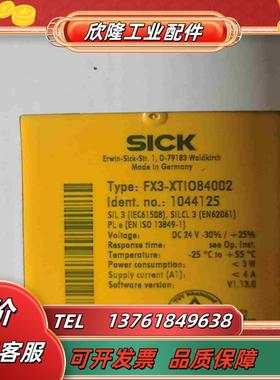 欣隆工业配件
SICK
Erwin-Sick-Str. 1, D-79183 Waldkirch
Made in Germany
Type: FX3-XTIO84002
Ident. no.: 1044125
SIL 3 (IEC61508), SILCL 3 (EN62061)
PL e (EN ISO 13849-1)
Voltage: DC 24 V -30% / +25%
Response time: see Op. Inst.
Temperature: -25 °C to +55 °C
Power consumption: < 3 W
Supply current (A1): < 4 A
Software version: V1.13.0
价
客服
TEL 13761849638
可开发票 品质保障